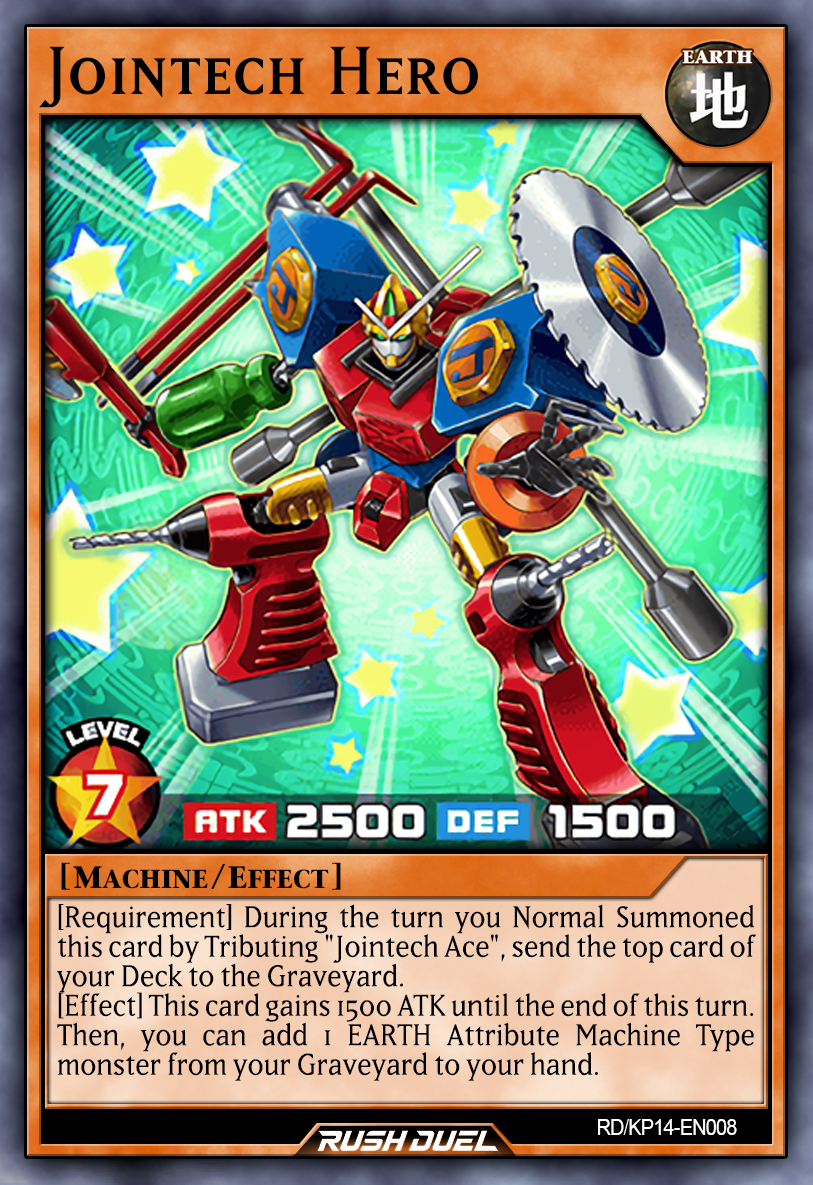 Jointech Hero
EARTH
地
LEVEL
7
ATK 2500 DEF 1500
[Machine/Effect]
[Requirement] During the turn you Normal Summoned
this card by Tributing "Jointech Ace", send the top card of
your Deck to the Graveyard.
[Effect] This card gains 1500 ATK until the end of this turn.
Then, you can add 1 EARTH Attribute Machine Type
monster from your Graveyard to your hand.
RD/KP14-EN008
RUSH DUEL